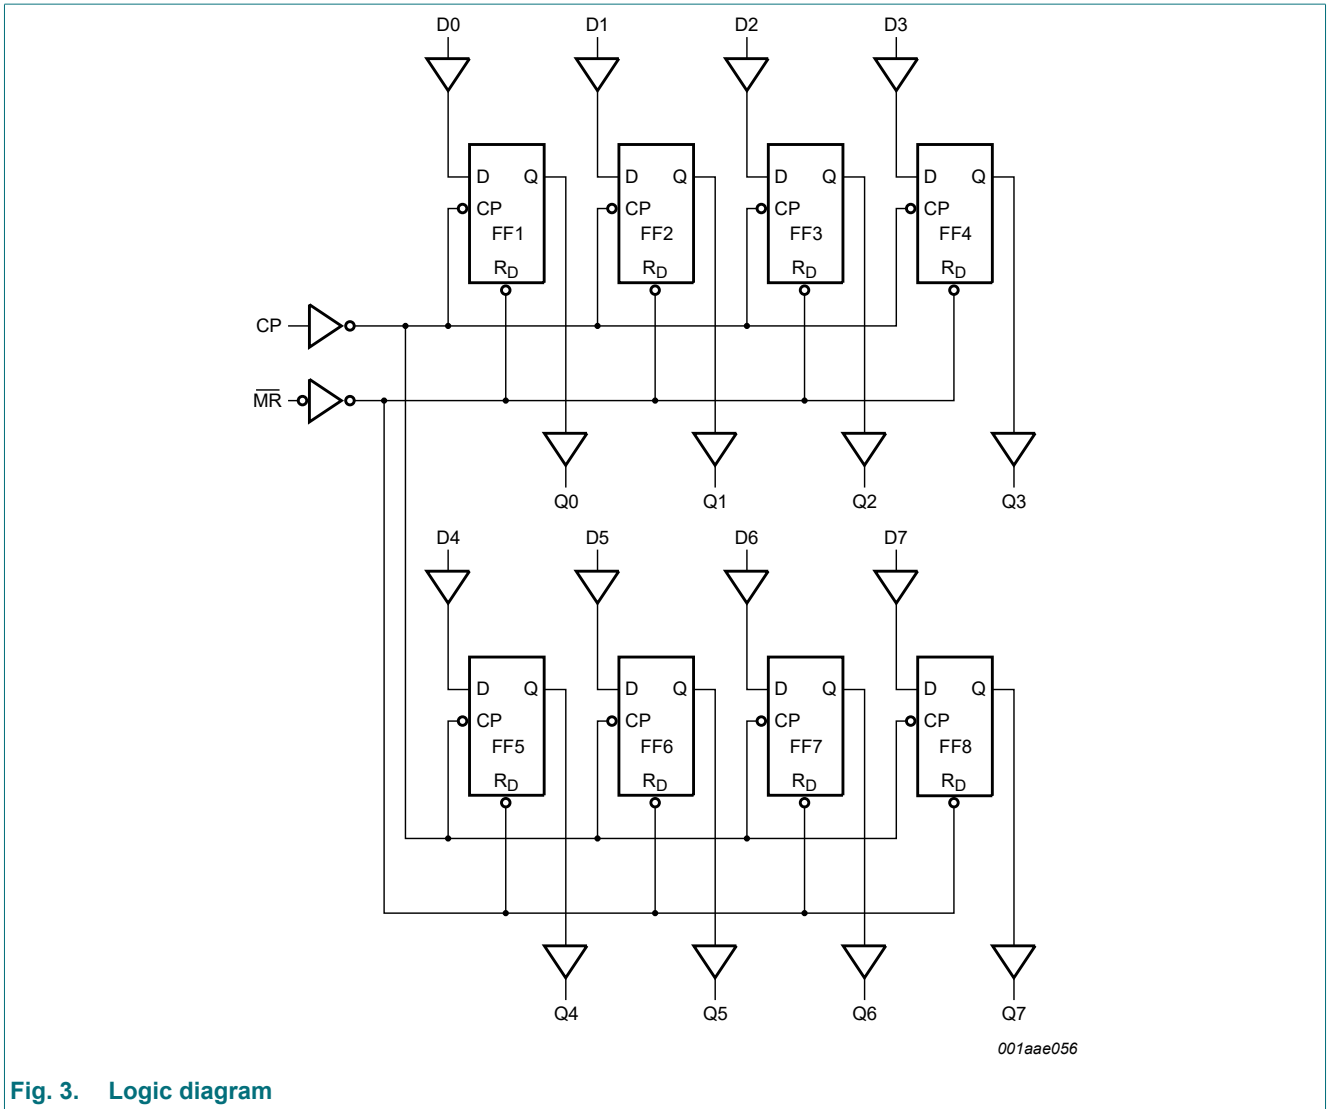 D0 D1 D2 D3
D Q D Q D Q D Q
CP CP CP CP
FF1 FF2 FF3 FF4
RD RD RD RD
CP
M̅R̅
Q0 Q1 Q2 Q3
D4 D5 D6 D7
D Q D Q D Q D Q
CP CP CP CP
FF5 FF6 FF7 FF8
RD RD RD RD
Q4 Q5 Q6 Q7
001aae056
Fig. 3. Logic diagram